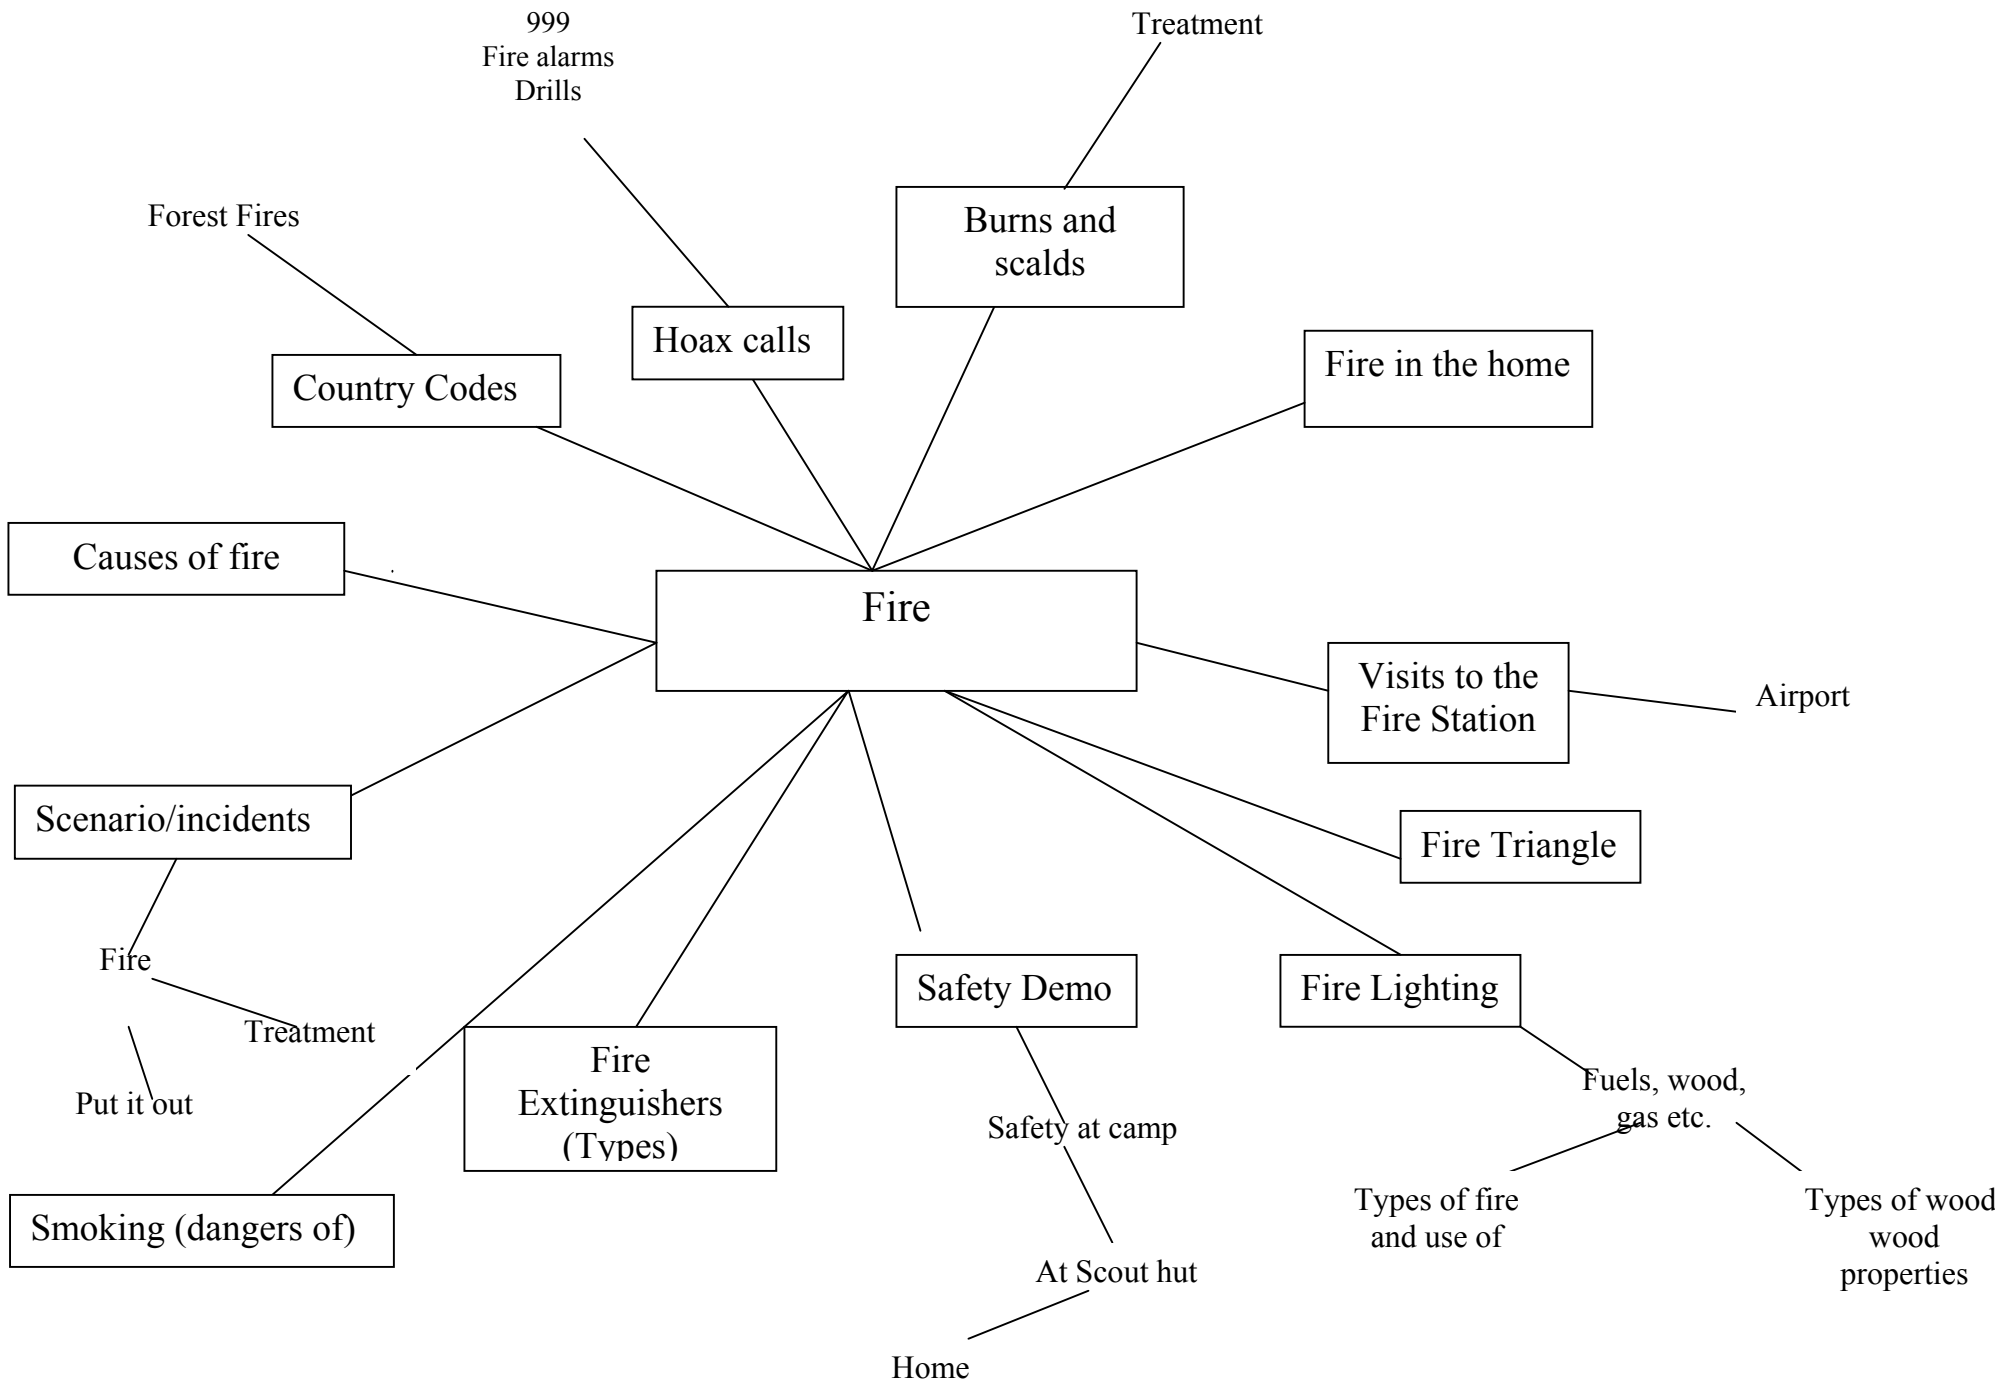 999
Fire alarms
Drills
Treatment
Forest Fires
Burns and
scalds
Hoax calls
Fire in the home
Country Codes
Causes of fire
Fire
Visits to the
Fire Station
Airport
Scenario/incidents
Fire Triangle
Fire
Treatment
Put it out
Fire
Extinguishers
(Types)
Safety Demo
Fire Lighting
Fuels, wood,
gas etc.
Safety at camp
Smoking (dangers of)
Types of fire
and use of
Types of wood
wood
properties
At Scout hut
Home